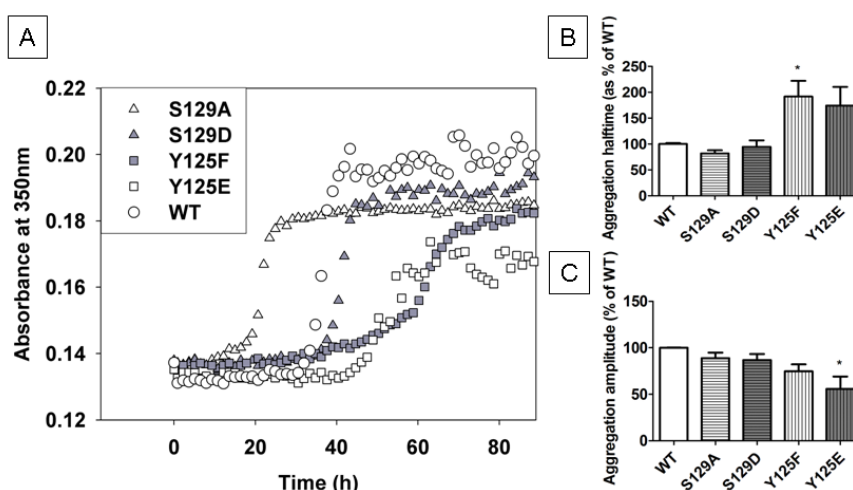 A
Absorbance at 350nm
0.22
0.20
0.18
0.16
0.14
0.12
S129A
S129D
Y125F
Y125E
WT
0 20 40 60 80
Time (h)
B
Aggregation halftime (as % of WT)
250
200
150
100
50
0
*
WT S129A S129D Y125F Y125E
C
Aggregation amplitude (% of WT)
150
100
50
0
*
WT S129A S129D Y125F Y125E